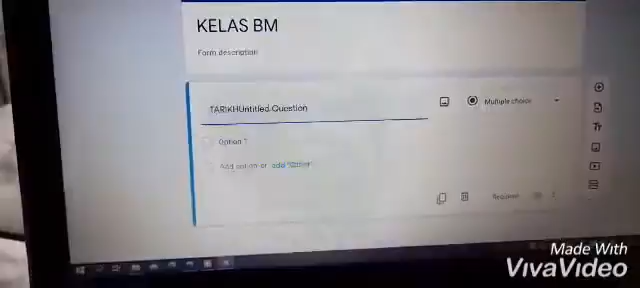 KELAS BM
Form description
TARIKHUntitled Question
Multiple choice
Option 1
Add option or add "Other"
Required
Made With
VivaVideo